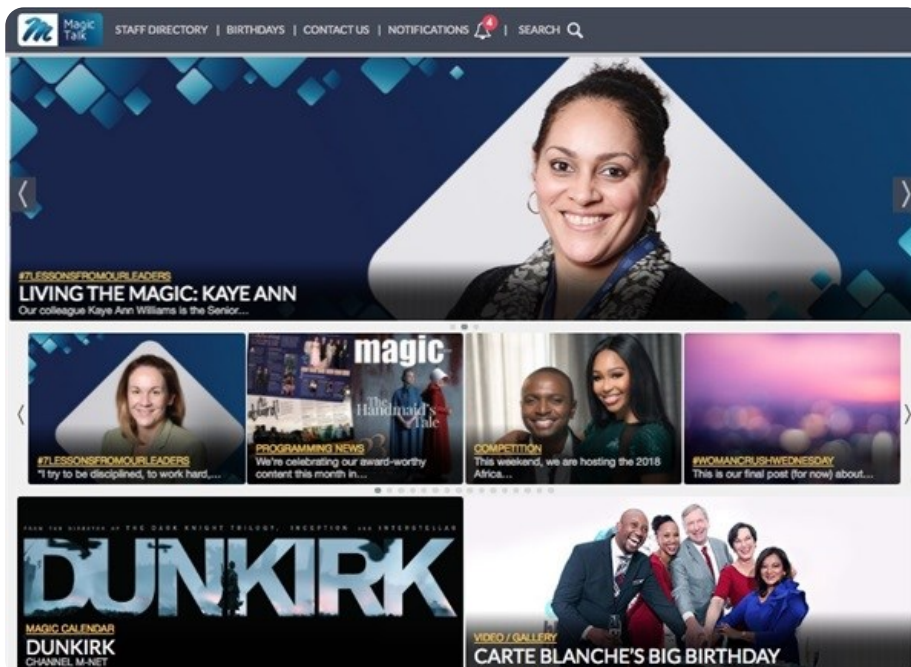 Magic
Talk
STAFF DIRECTORY | BIRTHDAYS | CONTACT US | NOTIFICATIONS 4 | SEARCH
#7LESSONSFROMOURLEADERS
LIVING THE MAGIC: KAYE ANN
Our colleague Kaye Ann Williams is the Senior....
#7LESSONSFROMOURLEADERS
"I try to be disciplined, to work hard,....
magic
The
Handmaid's
Tale
PROGRAMMING NEWS
We're celebrating our award-worthy
content this month in...
COMPETITION
This weekend, we are hosting the 2018
Africa...
#WOMANCRUSHWEDNESDAY
This is our final post (for now) about...
FROM THE DIRECTOR OF THE DARK KNIGHT TRILOGY, INCEPTION AND INTERSTELLAR
DUNKIRK
MAGIC CALENDAR
DUNKIRK
CHANNEL M-NET
VIDEO / GALLERY
CARTE BLANCHE'S BIG BIRTHDAY